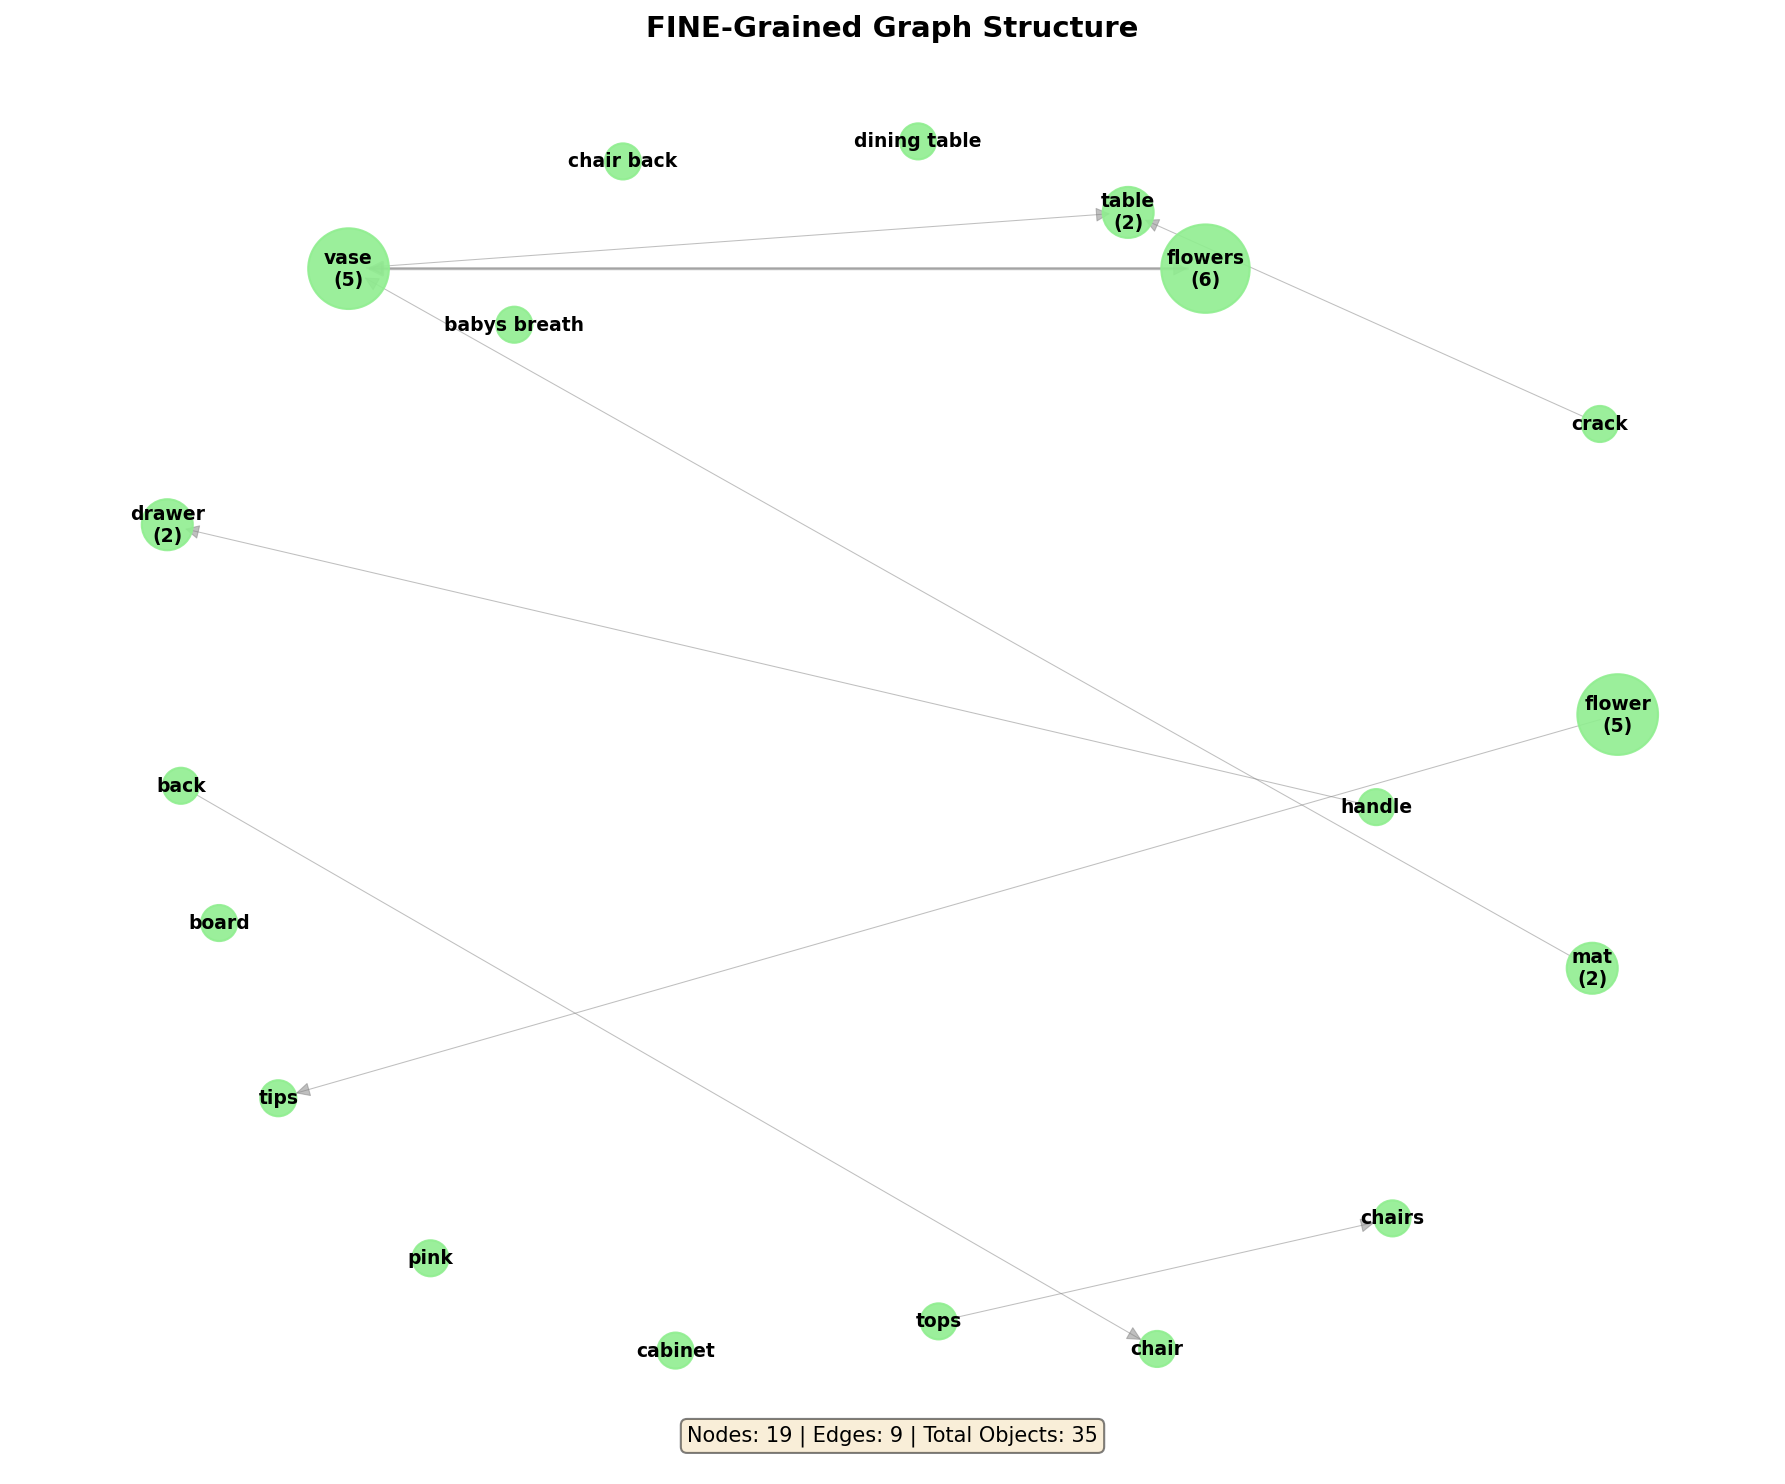 FINE-Grained Graph Structure
dining table
chair back
table
(2)
vase
(5)
flowers
(6)
babys breath
crack
drawer
(2)
flower
(5)
back
handle
board
mat
(2)
tips
chairs
pink
tops
chair
cabinet
Nodes: 19 | Edges: 9 | Total Objects: 35